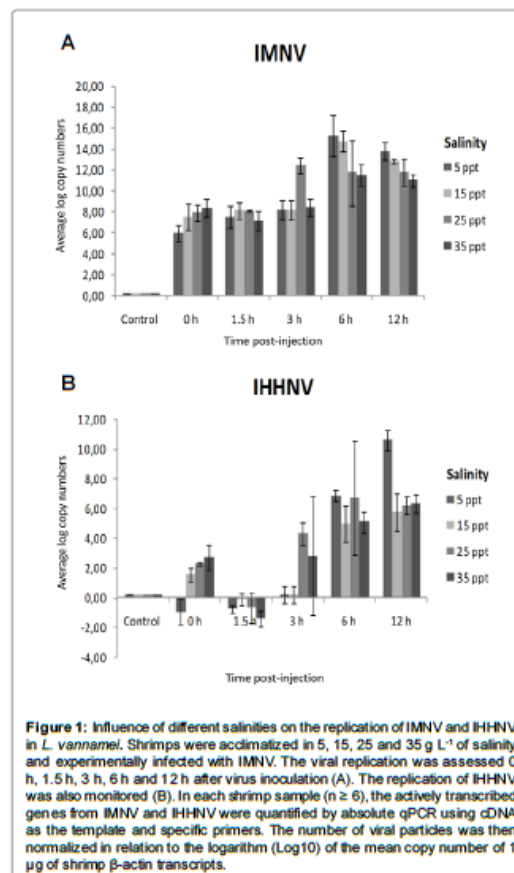 A
IMNV
Average log copy numbers
20,00
18,00
16,00
14,00
12,00
10,00
8,00
6,00
4,00
2,00
0,00
Control 0 h 1.5 h 3 h 6 h 12 h
Time post-injection
Salinity
5 ppt
15 ppt
25 ppt
35 ppt
B
IHHNV
Average log copy numbers
12,00
10,00
8,00
6,00
4,00
2,00
0,00
-2,00
-4,00
Control 0 h 1.5 h 3 h 6 h 12 h
Time post-injection
Salinity
5 ppt
15 ppt
25 ppt
35 ppt
Figure 1: Influence of different salinities on the replication of IMNV and IHHNV
in L. vannamei. Shrimps were acclimatized in 5, 15, 25 and 35 g L-1 of salinity
and experimentally infected with IMNV. The viral replication was assessed 0
h, 1.5 h, 3 h, 6 h and 12 h after virus inoculation (A). The replication of IHHNV
was also monitored (B). In each shrimp sample (n ≥ 6), the actively transcribed
genes from IMNV and IHHNV were quantified by absolute qPCR using cDNA
as the template and specific primers. The number of viral particles was then
normalized in relation to the logarithm (Log10) of the mean copy number of 1
μg of shrimp β-actin transcripts.